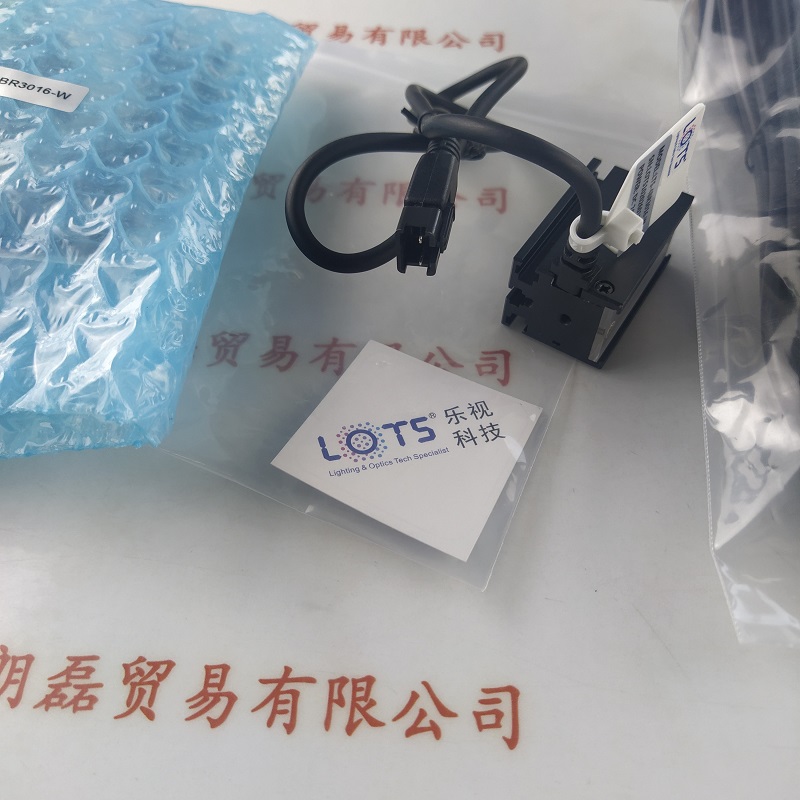 贸易有限公司
BR3016-W
LOTS
贸易有限公司
贸易有限公司
LOTS® 乐视
科技
Lighting & Optics Tech Specialist
朗磊贸易有限公司